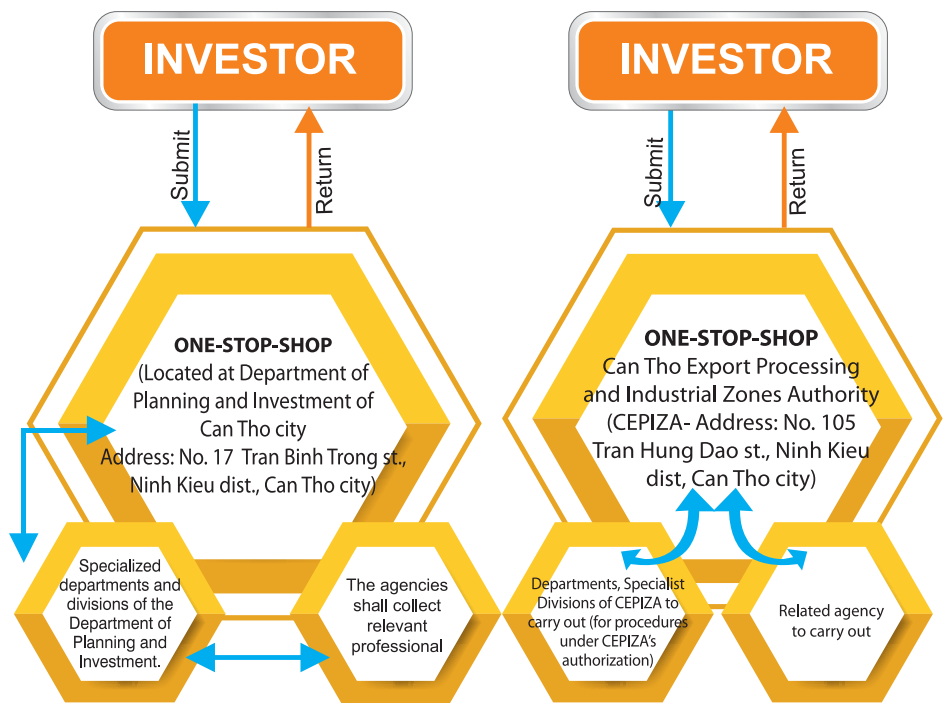 INVESTOR
Submit
Return
ONE-STOP-SHOP
(Located at Department of
Planning and Investment of
Can Tho city
Address: No. 17 Tran Binh Trong st.,
Ninh Kieu dist., Can Tho city)
Specialized
departments and
divisions of the
Department of
Planning and
Investment.
The agencies
shall collect
relevant
professional
INVESTOR
Submit
Return
ONE-STOP-SHOP
Can Tho Export Processing
and Industrial Zones Authority
(CEPIZA- Address: No. 105
Tran Hung Dao st., Ninh Kieu
dist, Can Tho city)
Departments, Specialist
Divisions of CEPIZA to
carry out (for procedures
under CEPIZA's
authorization)
Related agency
to carry out